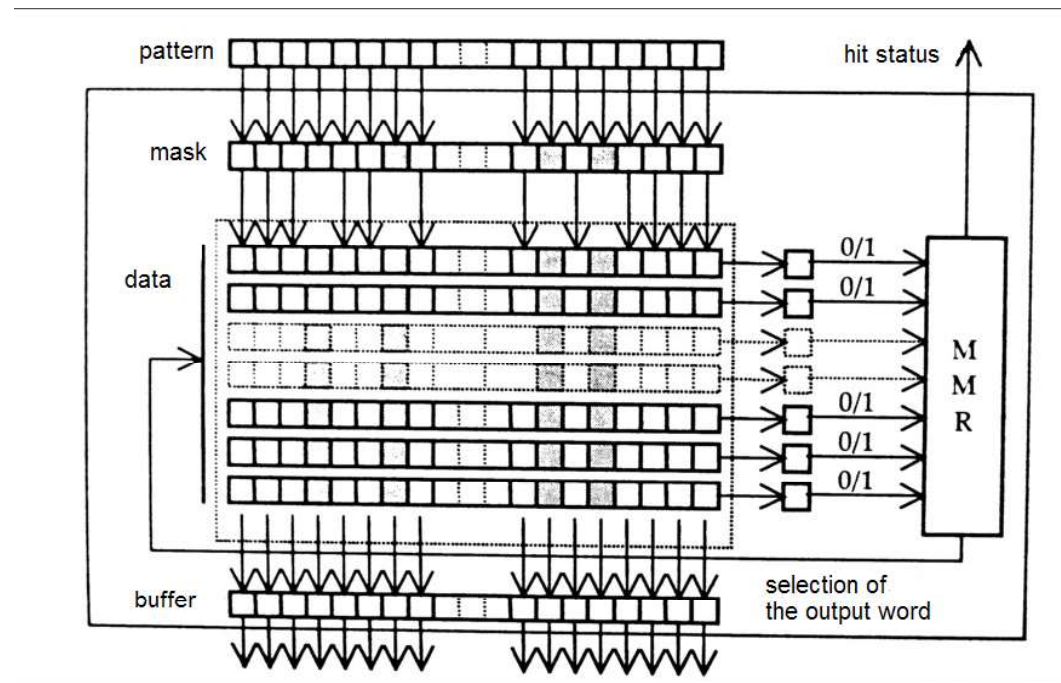 pattern
hit status
mask
data
0/1
0/1
M
M
R
0/1
0/1
0/1
buffer
selection of
the output word